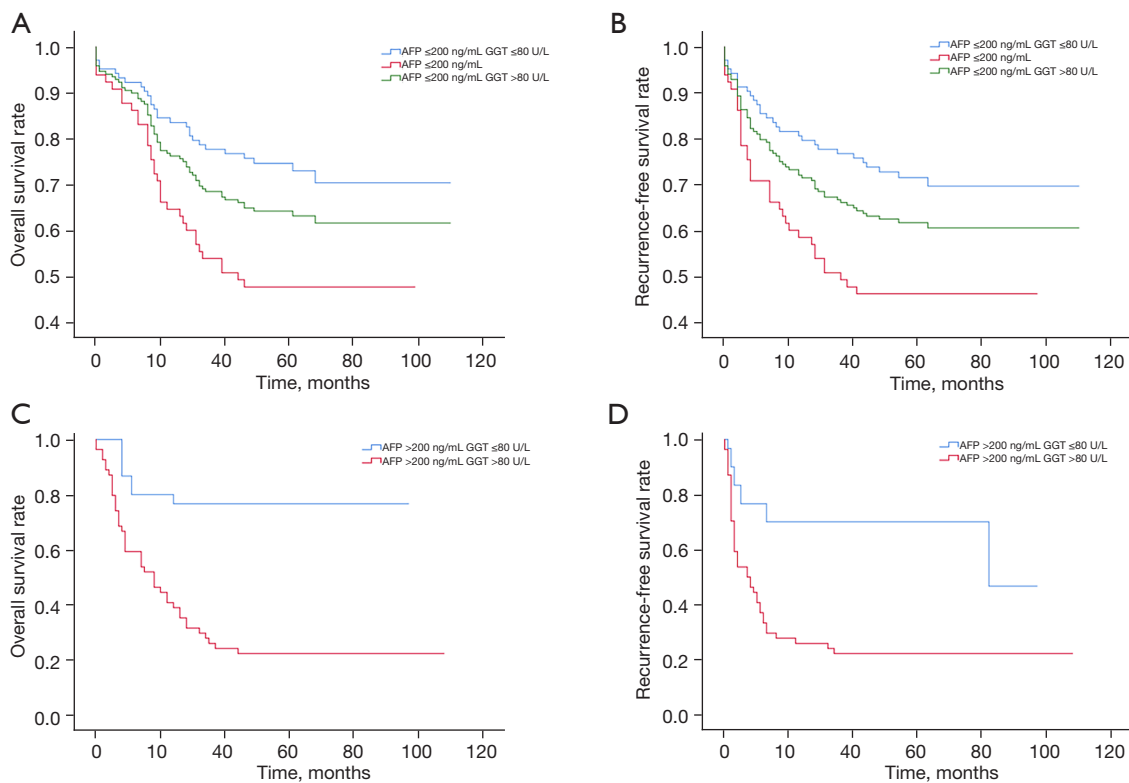 A
AFP ≤200 ng/mL GGT ≤80 U/L
AFP ≤200 ng/mL
AFP ≤200 ng/mL GGT >80 U/L
Overall survival rate
1.0
0.9
0.8
0.7
0.6
0.5
0.4
0 10 40 60 80 100 120
Time, months
B
AFP ≤200 ng/mL GGT ≤80 U/L
AFP ≤200 ng/mL
AFP ≤200 ng/mL GGT >80 U/L
Recurrence-free survival rate
1.0
0.9
0.8
0.7
0.6
0.5
0.4
0 10 40 60 80 100 120
Time, months
C
AFP >200 ng/mL GGT ≤80 U/L
AFP >200 ng/mL GGT >80 U/L
Overall survival rate
1.0
0.8
0.6
0.4
0.2
0.0
0 10 40 60 80 100 120
Time, months
D
AFP >200 ng/mL GGT ≤80 U/L
AFP >200 ng/mL GGT >80 U/L
Recurrence-free survival rate
1.0
0.8
0.6
0.4
0.2
0.0
0 10 40 60 80 100 120
Time, months